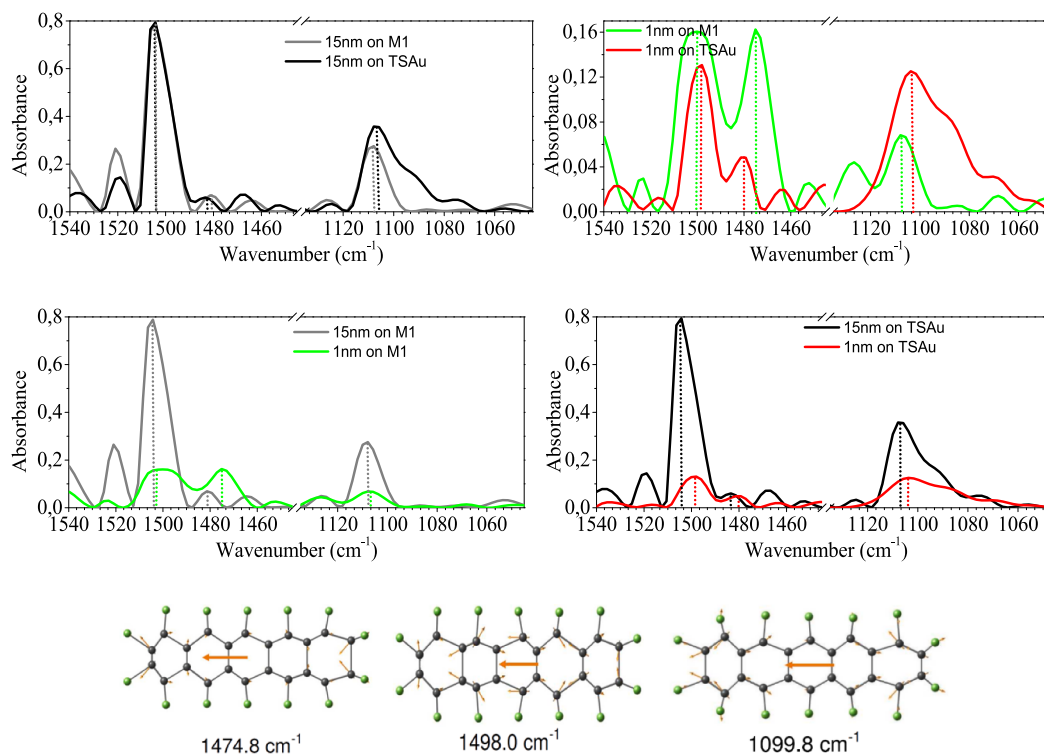 0,8
0,6
0,4
0,2
0,0
Absorbance
15nm on M1
15nm on TSAu
1540 1520 1500 1480 1460 1100 1080 1060
Wavenumber (cm-1)
0,16
0,12
0,08
0,04
0,00
Absorbance
1nm on M1
1nm on TSAu
1540 1520 1500 1480 1460 1100 1080 1060
Wavenumber (cm-1)
0,8
0,6
0,4
0,2
0,0
Absorbance
15nm on M1
1nm on M1
1540 1520 1500 1480 1460 1100 1080 1060
Wavenumber (cm-1)
0,8
0,6
0,4
0,2
0,0
Absorbance
15nm on TSAu
1nm on TSAu
1540 1520 1500 1480 1460 1100 1080 1060
Wavenumber (cm-1)
1474.8 cm-1
1498.0 cm-1
1099.8 cm-1